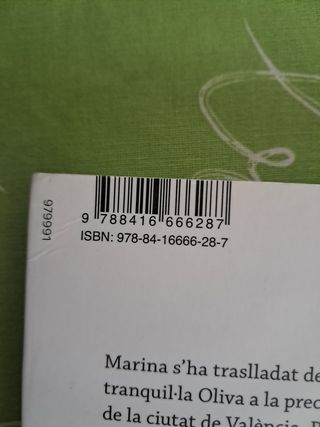 9 788416 666287
ISBN: 978-84-16666-28-7
979991
Marina s'ha traslladat de
tranquil·la Oliva a la
de la ciutat de València.